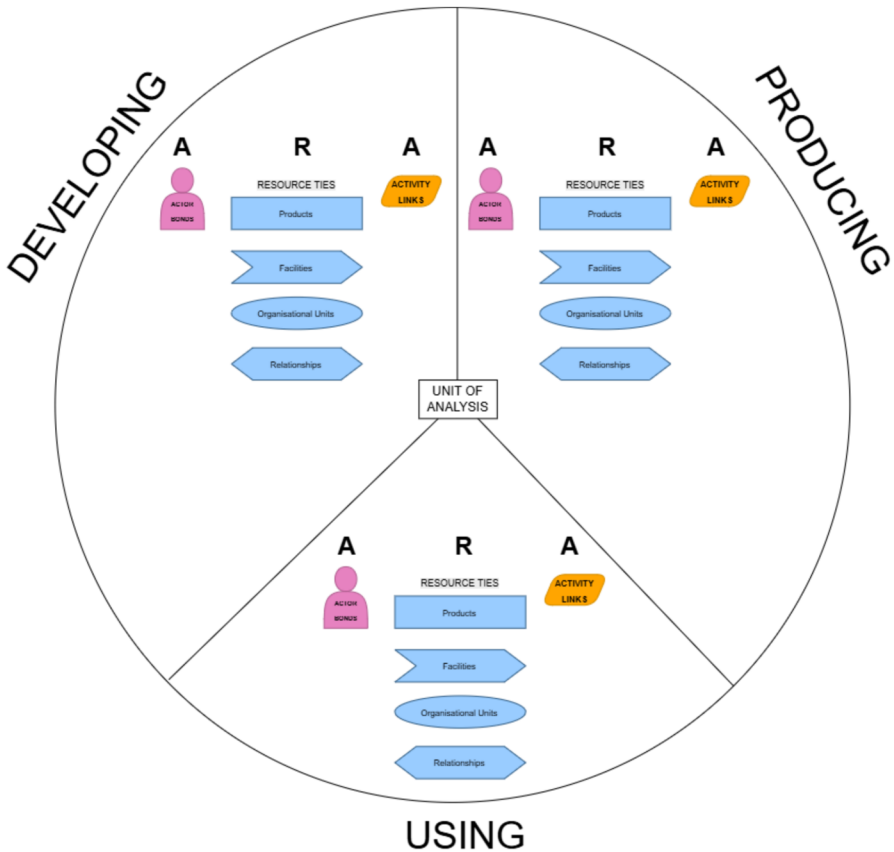 DEVELOPING
PRODUCING
A R A
RESOURCE TIES
ACTOR
BONDS
ACTIVITY
LINKS
Products
Facilities
Organisational Units
Relationships
A R A
RESOURCE TIES
ACTOR
BONDS
ACTIVITY
LINKS
Products
Facilities
Organisational Units
Relationships
UNIT OF
ANALYSIS
A R A
RESOURCE TIES
ACTOR
BONDS
ACTIVITY
LINKS
Products
Facilities
Organisational Units
Relationships
USING